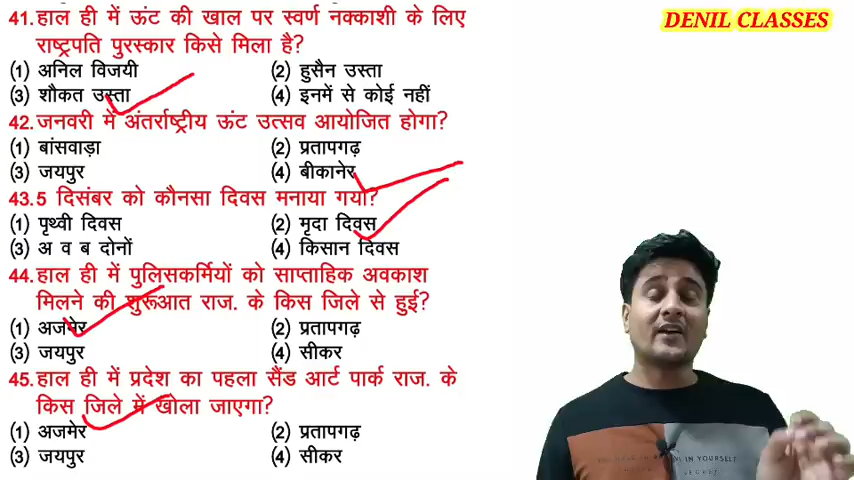 DENIL CLASSES
41. हाल ही में ऊंट की खाल पर स्वर्ण नक्काशी के लिए
राष्ट्रपति पुरस्कार किसे मिला है?
(1) अनिल विजयी (2) हुसैन उस्ता
(3) शौकत उस्ता (4) इनमें से कोई नहीं
42. जनवरी में अंतर्राष्ट्रीय ऊंट उत्सव आयोजित होगा?
(1) बांसवाड़ा (2) प्रतापगढ़
(3) जयपुर (4) बीकानेर
43. 5 दिसंबर को कौनसा दिवस मनाया गया?
(1) पृथ्वी दिवस (2) मृदा दिवस
(3) अ व ब दोनों (4) किसान दिवस
44. हाल ही में पुलिसकर्मियों को साप्ताहिक अवकाश
मिलने की शुरूआत राज. के किस जिले से हुई?
(1) अजमेर (2) प्रतापगढ़
(3) जयपुर (4) सीकर
45. हाल ही में प्रदेश का पहला सैंड आर्ट पार्क राज. के
किस जिले में खोला जाएगा?
(1) अजमेर (2) प्रतापगढ़
(3) जयपुर (4) सीकर
IN YOURSELF